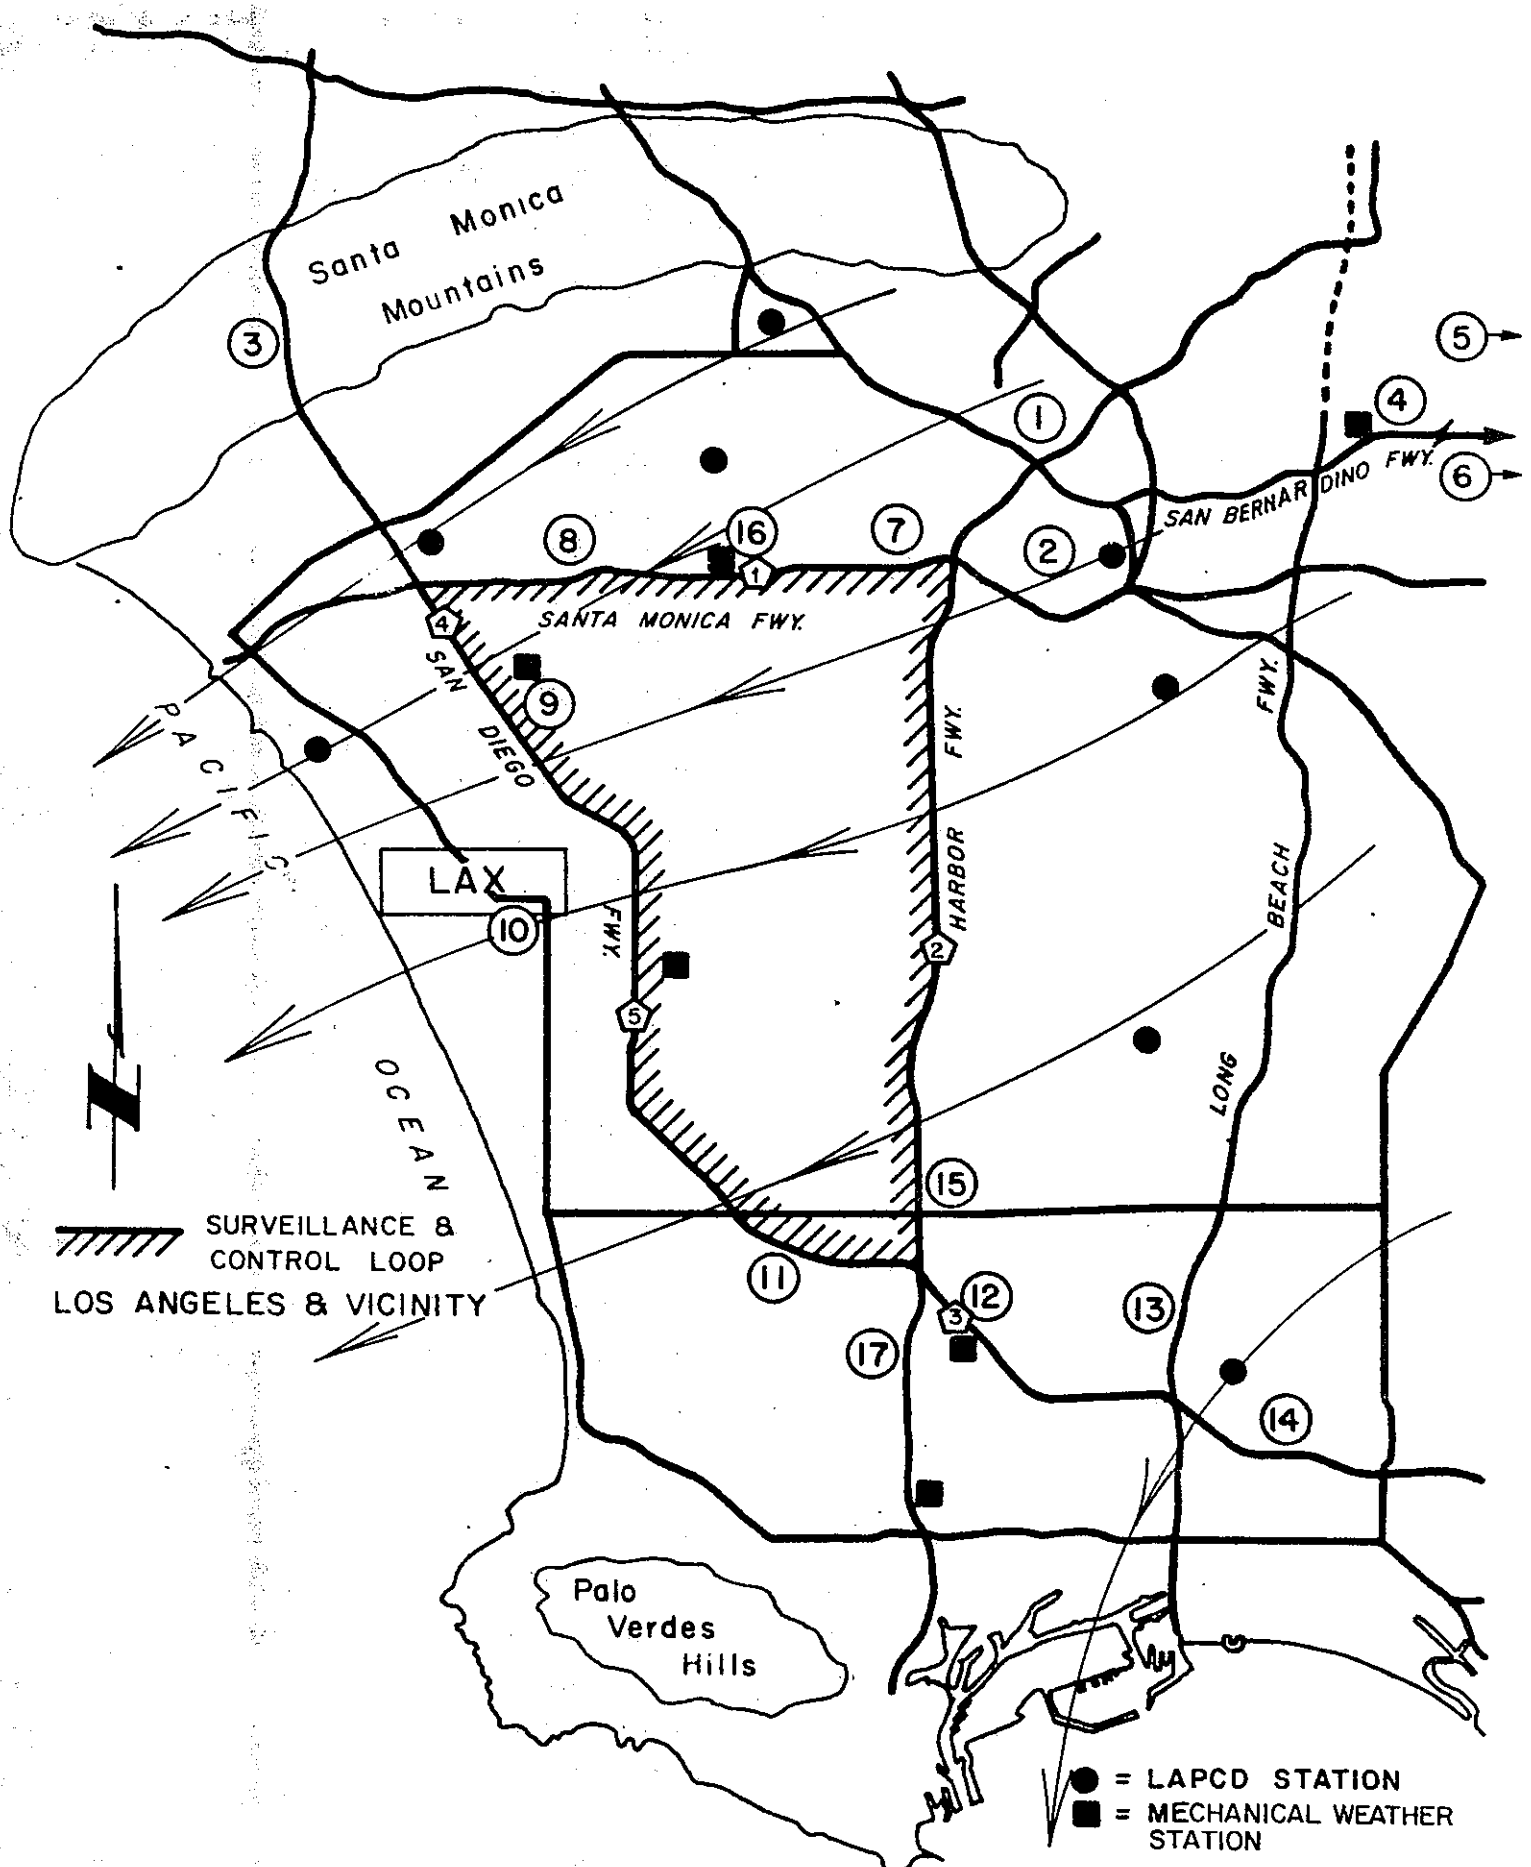 Santa Monica
Mountains
3
5
4
1
SAN BERNARDINO FWY.
6
16
7
8
2
1
SANTA MONICA FWY.
4
SAN DIEGO FWY.
9
PACIFIC
OCEAN
HARBOR FWY.
LONG BEACH FWY.
LAX
10
2
5
N
15
SURVEILLANCE &
CONTROL LOOP
LOS ANGELES & VICINITY
11
12
3
13
17
14
Palo
Verdes
Hills
= LAPCD STATION
= MECHANICAL WEATHER
STATION